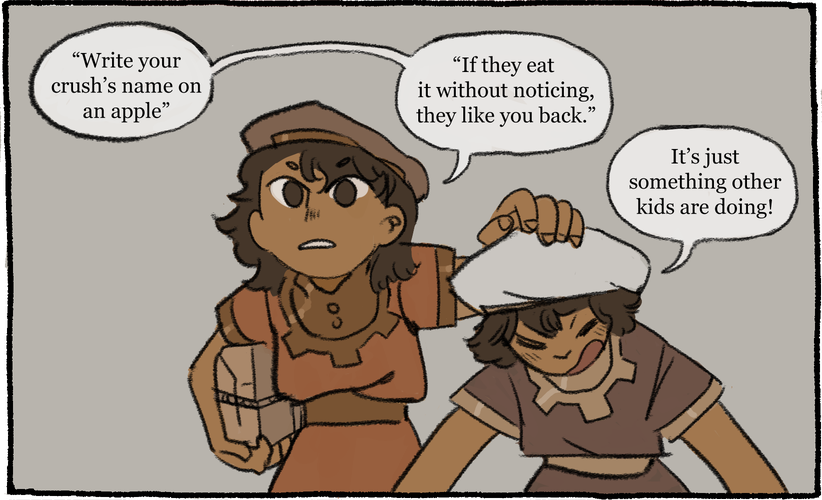 “Write your
crush’s name on
an apple”
“If they eat
it without noticing,
they like you back.”
It’s just
something other
kids are doing!